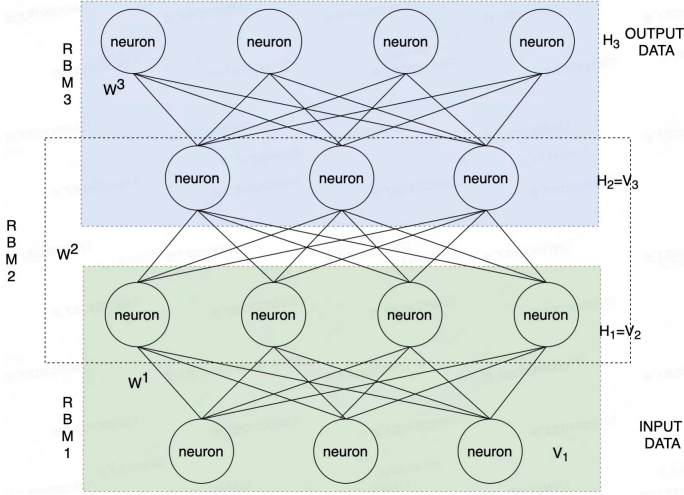 neuron neuron neuron neuron
H3 OUTPUT
DATA
R
B
M
3
W3
neuron neuron neuron
H2=V3
R
B
M
2
W2
neuron neuron neuron neuron
H1=V2
W1
R
B
M
1
neuron neuron neuron
V1
INPUT
DATA